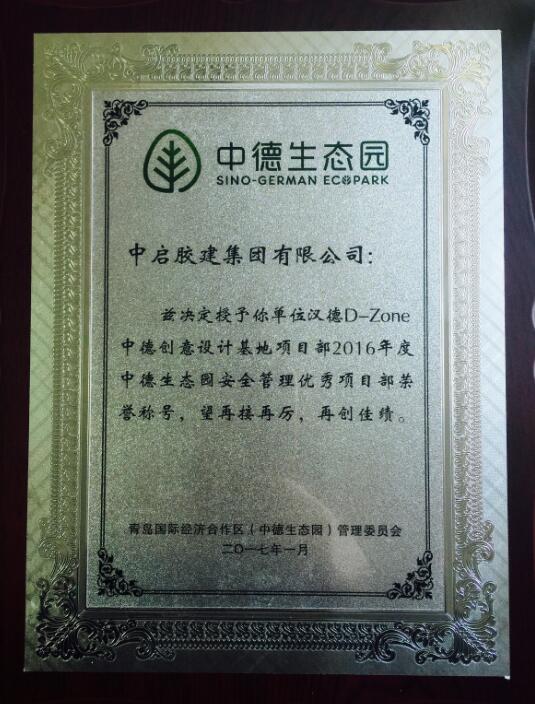 中德生态园
SINO-GERMAN ECOPARK
中启胶建集团有限公司：
兹决定授予你单位汉德D-Zone
中德创意设计基地项目部2016年度
中德生态园安全管理优秀项目部荣
誉称号，望再接再厉，再创佳绩。
青岛国际经济合作区（中德生态园）管理委员会
二〇一七年一月